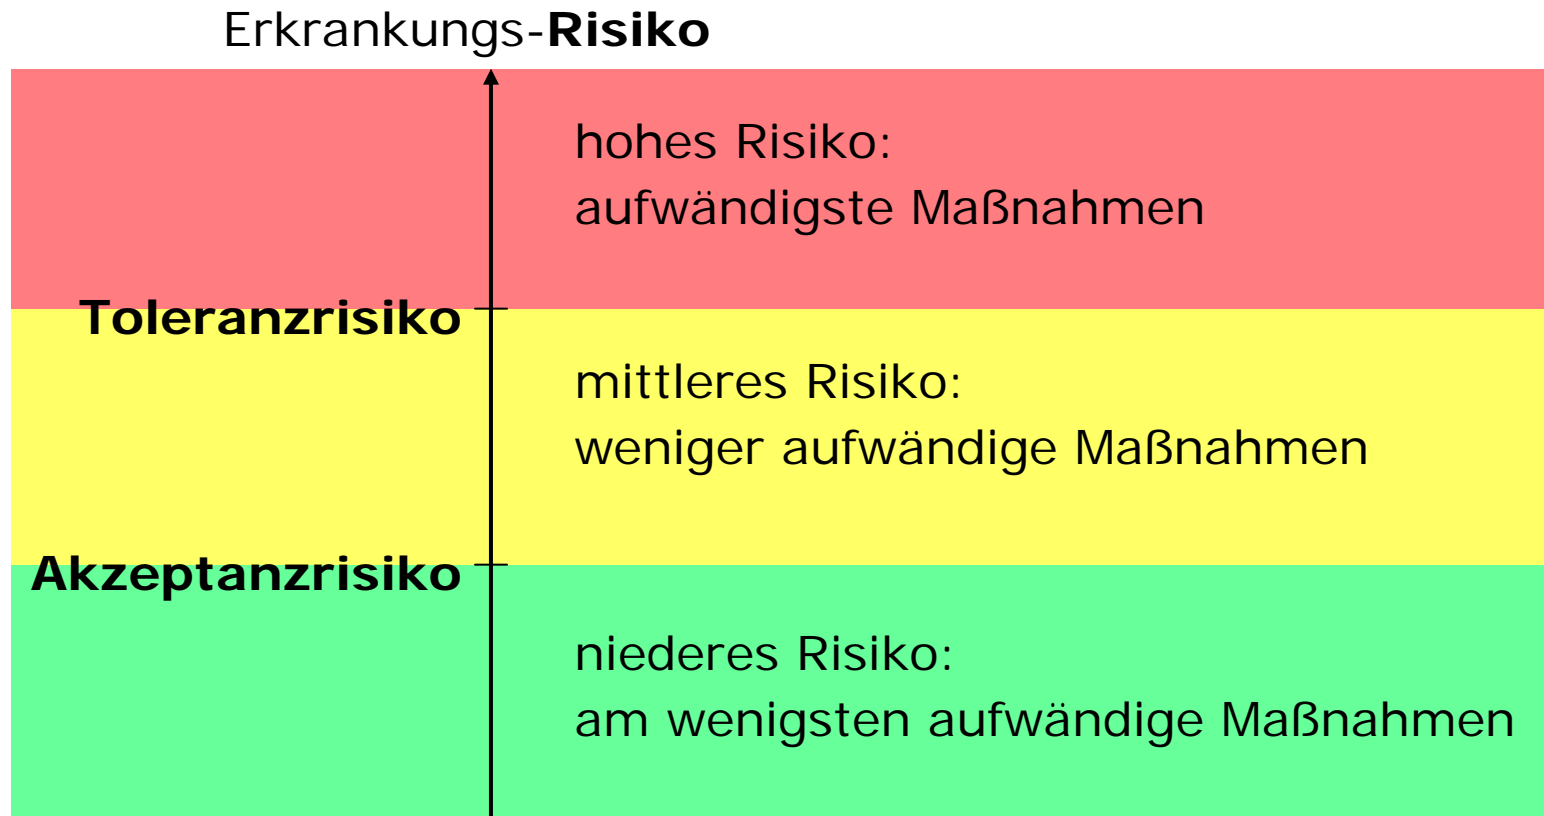 Erkrankungs-Risiko
hohes Risiko:
aufwändigste Maßnahmen
Toleranzrisiko
mittleres Risiko:
weniger aufwändige Maßnahmen
Akzeptanzrisiko
niederes Risiko:
am wenigsten aufwändige Maßnahmen